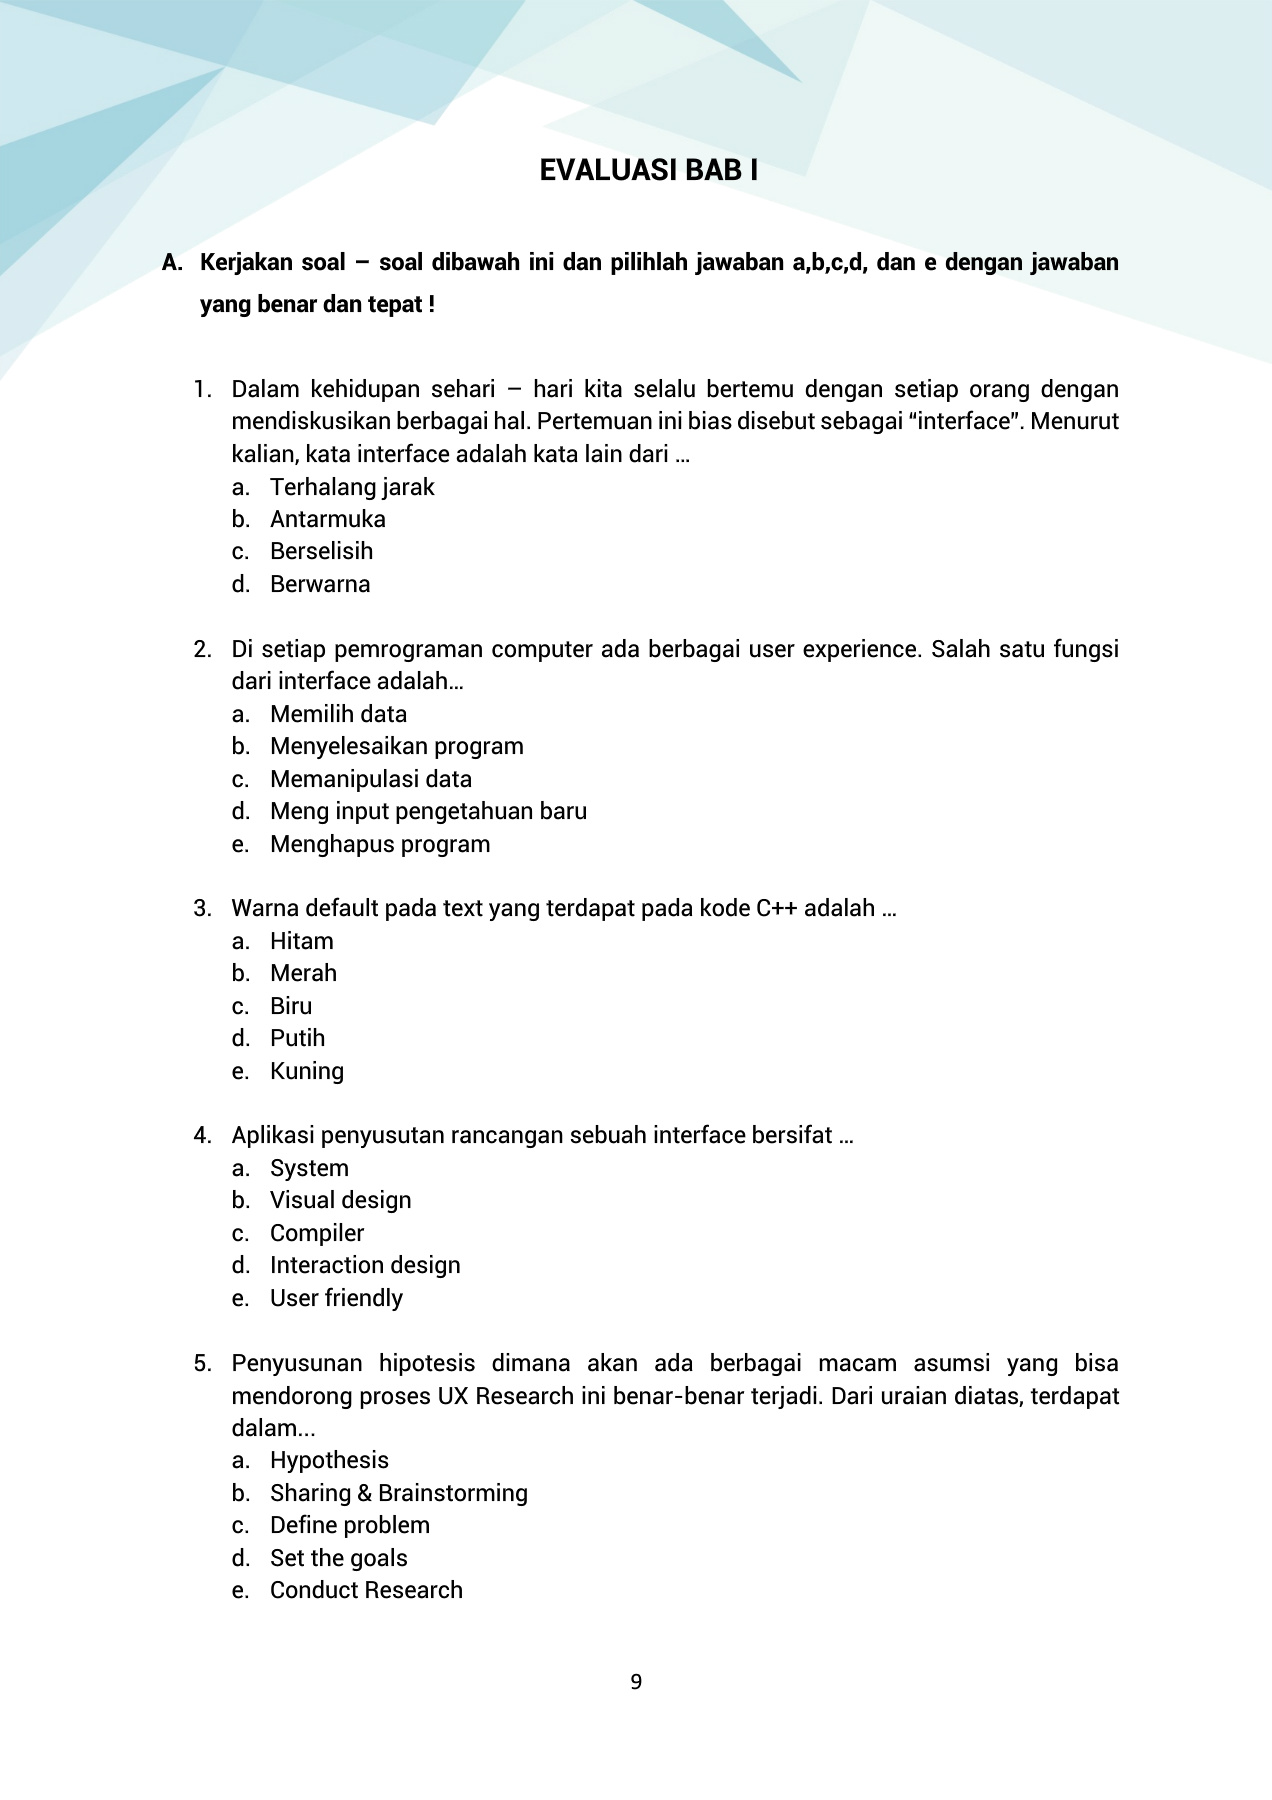 EVALUASI BAB I
A. Kerjakan soal – soal dibawah ini dan pilihlah jawaban a,b,c,d, dan e dengan jawaban
yang benar dan tepat !
1. Dalam kehidupan sehari – hari kita selalu bertemu dengan setiap orang dengan
mendiskusikan berbagai hal. Pertemuan ini bias disebut sebagai “interface”. Menurut
kalian, kata interface adalah kata lain dari ...
a. Terhalang jarak
b. Antarmuka
c. Berselisih
d. Berwarna
2. Di setiap pemrograman computer ada berbagai user experience. Salah satu fungsi
dari interface adalah...
a. Memilih data
b. Menyelesaikan program
c. Memanipulasi data
d. Meng input pengetahuan baru
e. Menghapus program
3. Warna default pada text yang terdapat pada kode C++ adalah ...
a. Hitam
b. Merah
c. Biru
d. Putih
e. Kuning
4. Aplikasi penyusutan rancangan sebuah interface bersifat ...
a. System
b. Visual design
c. Compiler
d. Interaction design
e. User friendly
5. Penyusunan hipotesis dimana akan ada berbagai macam asumsi yang bisa
mendorong proses UX Research ini benar-benar terjadi. Dari uraian diatas, terdapat
dalam...
a. Hypothesis
b. Sharing & Brainstorming
c. Define problem
d. Set the goals
e. Conduct Research
9